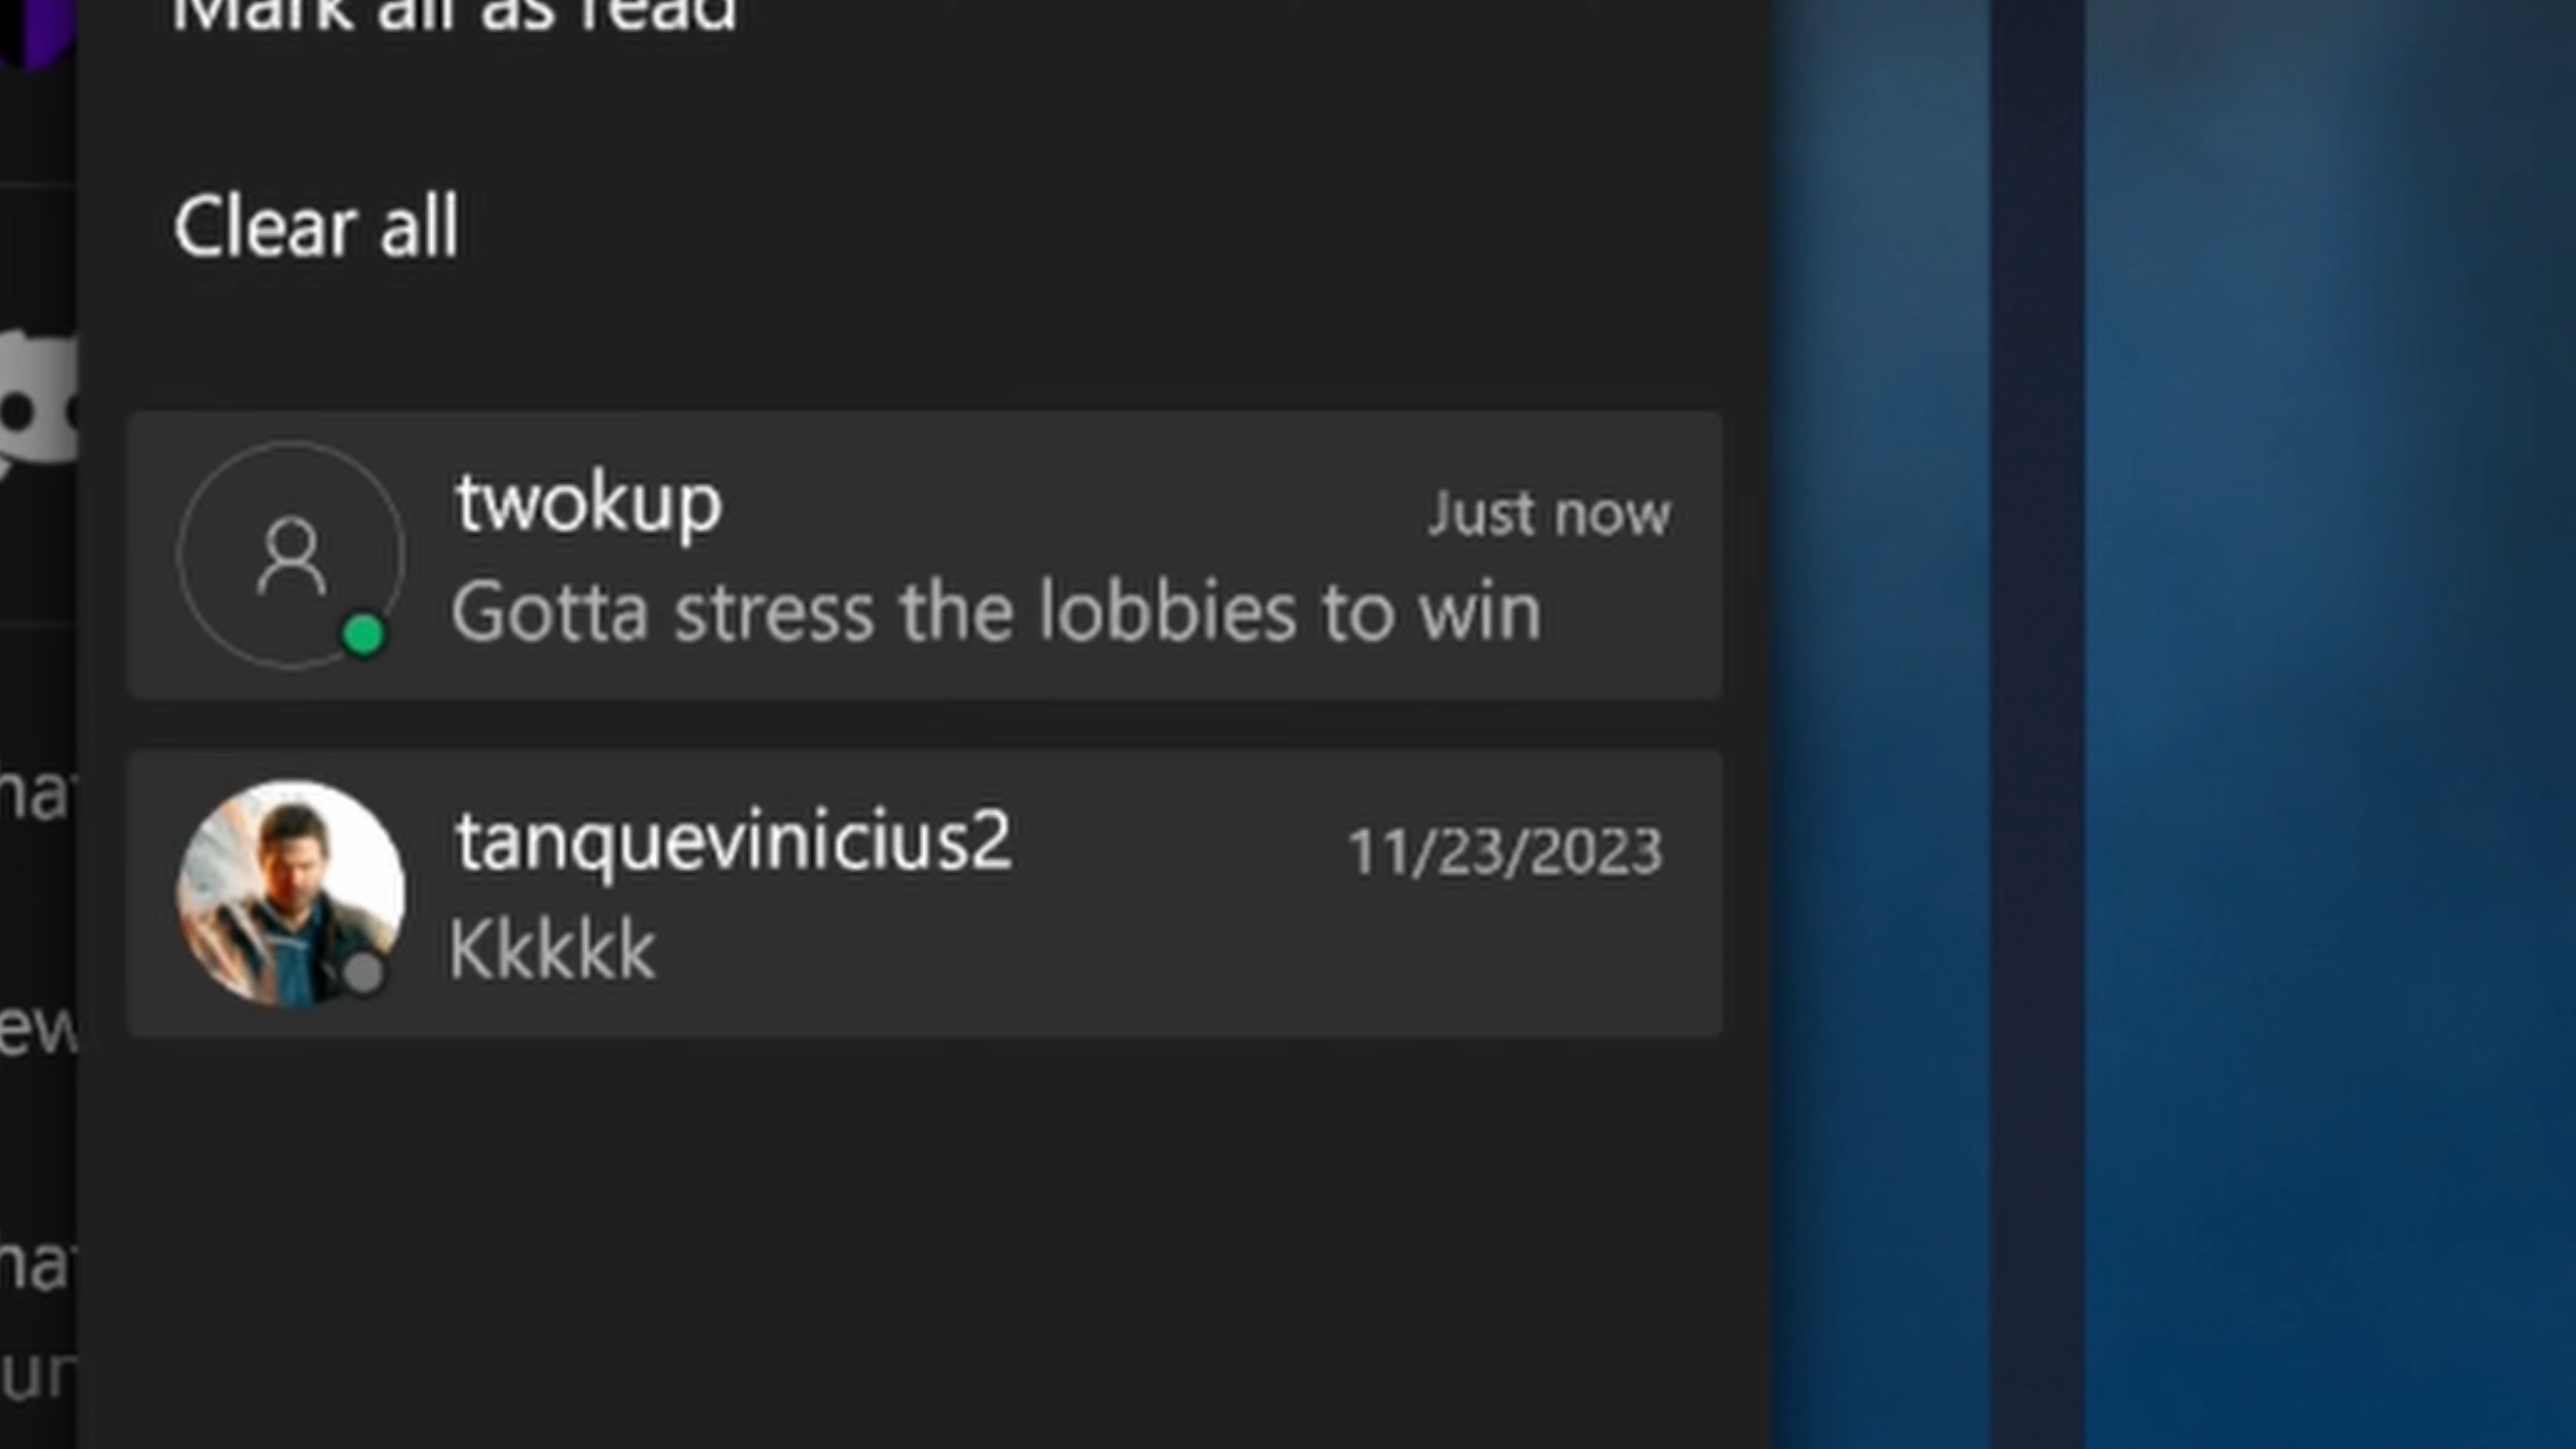 Mark all as read
Clear all
twokup
Just now
Gotta stress the lobbies to win
tanquevinicius2
11/23/2023
Kkkkk